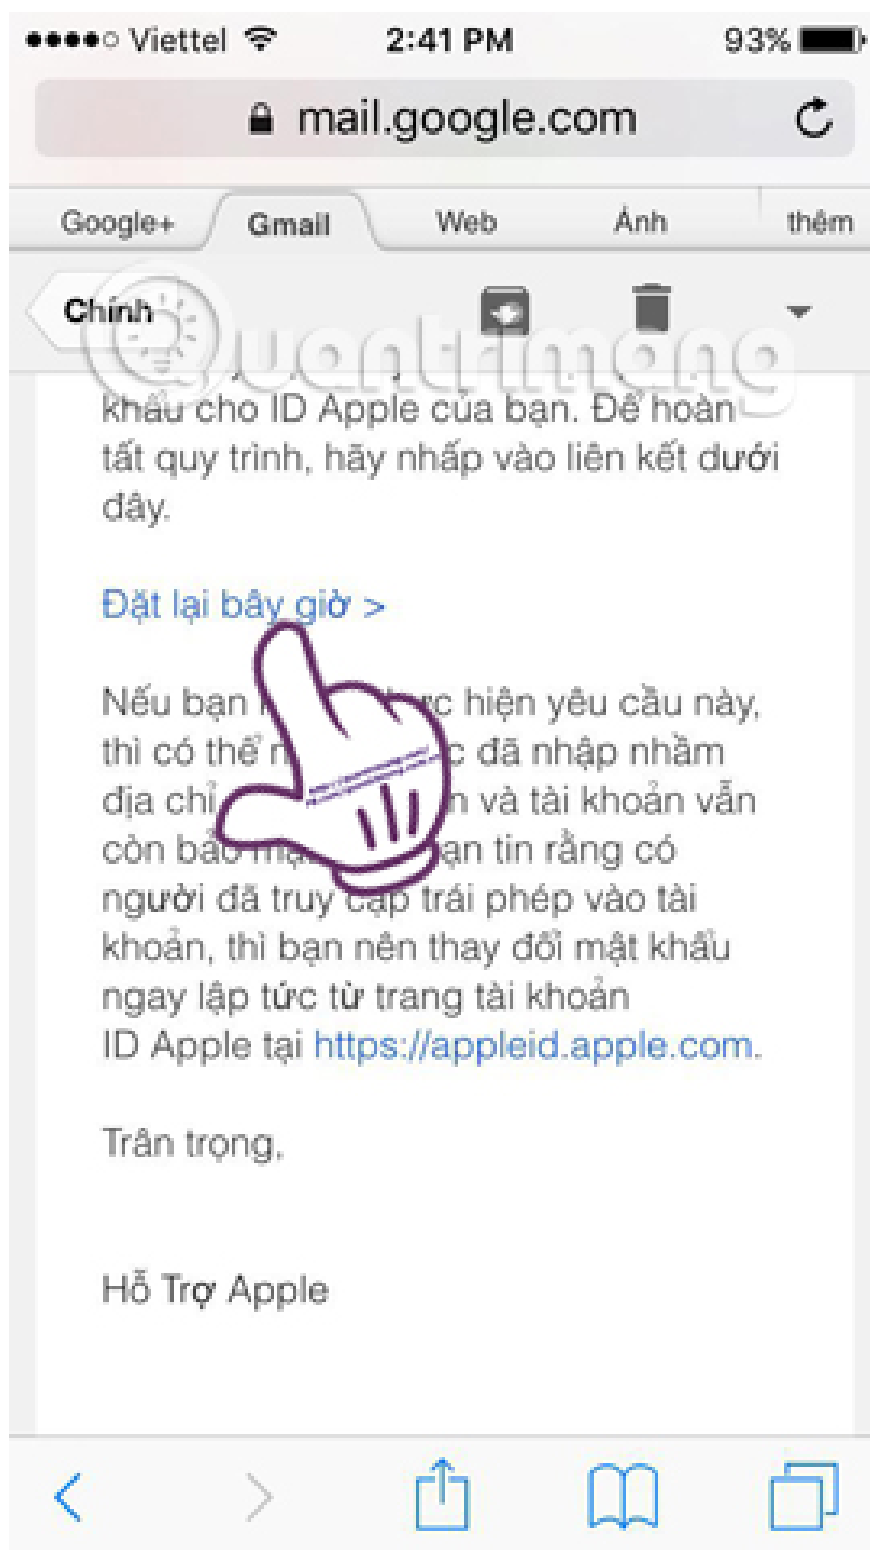 Viettel 2:41 PM 93%
mail.google.com
Google+ Gmail Web Ảnh thêm
Chính
Quantrimang
khẩu cho ID Apple của bạn. Để hoàn
tất quy trình, hãy nhấp vào liên kết dưới
đây.
Đặt lại bây giờ >
Nếu bạn hiện yêu cầu này,
thì có thể đã nhập nhầm
địa chỉ và tài khoản vẫn
còn bảo tin rằng có
người đã truy cập trái phép vào tài
khoản, thì bạn nên thay đổi mật khẩu
ngay lập tức từ trang tài khoản
ID Apple tại https://appleid.apple.com.
Trân trọng,
Hỗ Trợ Apple